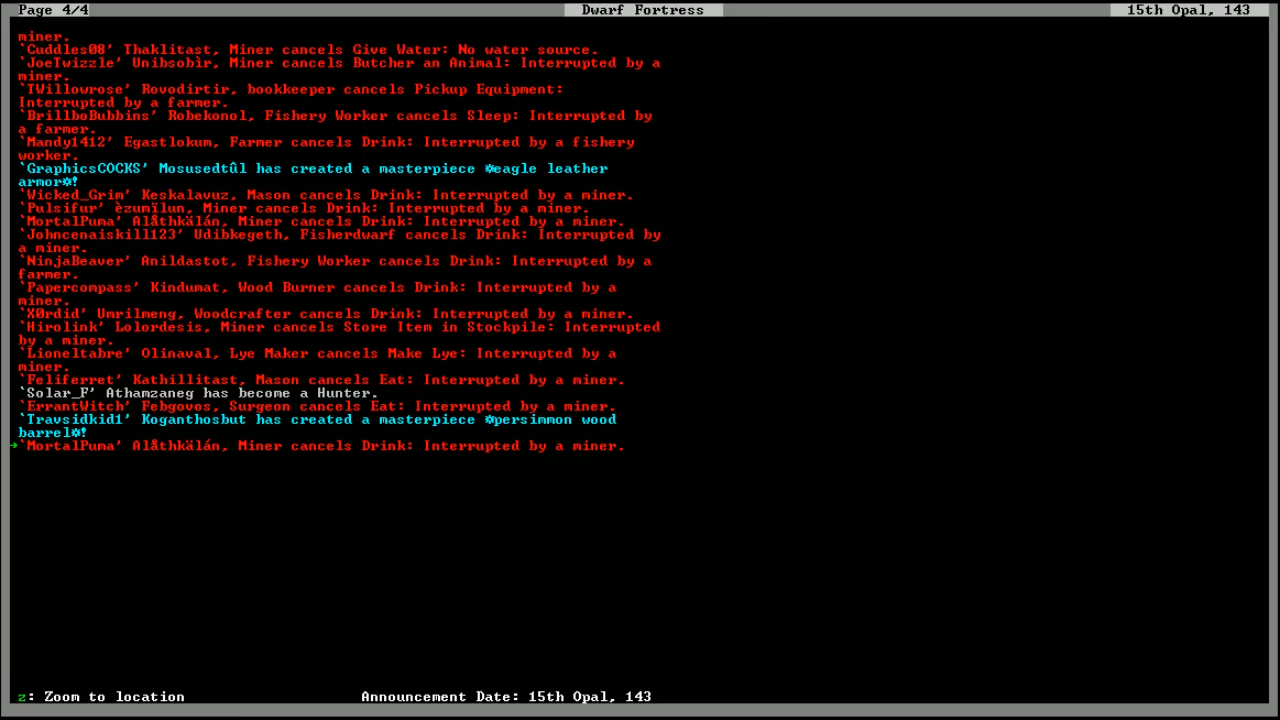 Page 4/4 Dwarf Fortress 15th Opal, 143
miner.
`Cuddles08' Thaklitast, Miner cancels Give Water: No water source.
`JoeTwizzle' Unibsobìr, Miner cancels Butcher an Animal: Interrupted by a
miner.
`TWillowrose' Rovodirtir, bookkeeper cancels Pickup Equipment:
Interrupted by a farmer.
`BrillboBubbins' Robekonol, Fishery Worker cancels Sleep: Interrupted by
a farmer.
`Mandy1412' Egastlokum, Farmer cancels Drink: Interrupted by a fishery
worker.
`GraphicsCOCKS' Mosusedtûl has created a masterpiece ☼eagle leather
armor☼!
`Wicked_Grim' Keskalavuz, Mason cancels Drink: Interrupted by a miner.
`Pulsifur' èzumïlun, Miner cancels Drink: Interrupted by a miner.
`MortalPuma' Alåthkälán, Miner cancels Drink: Interrupted by a miner.
`Johncenaiskill123' Udibkegeth, Fisherdwarf cancels Drink: Interrupted by
a miner.
`NinjaBeaver' Anildastot, Fishery Worker cancels Drink: Interrupted by a
farmer.
`Papercompass' Kindumat, Wood Burner cancels Drink: Interrupted by a
miner.
`X0rdid' Umrilmeng, Woodcrafter cancels Drink: Interrupted by a miner.
`Hirolink' Lolordesis, Miner cancels Store Item in Stockpile: Interrupted
by a miner.
`Lioneltabre' Olinaval, Lye Maker cancels Make Lye: Interrupted by a
miner.
`Feliferret' Kathillitast, Mason cancels Eat: Interrupted by a miner.
`Solar_F' Athamzaneg has become a Hunter.
`ErrantWitch' Febgovos, Surgeon cancels Eat: Interrupted by a miner.
`Travsidkid1' Koganthosbut has created a masterpiece ☼persimmon wood
barrel☼!
→`MortalPuma' Alåthkälán, Miner cancels Drink: Interrupted by a miner.
z: Zoom to location Announcement Date: 15th Opal, 143